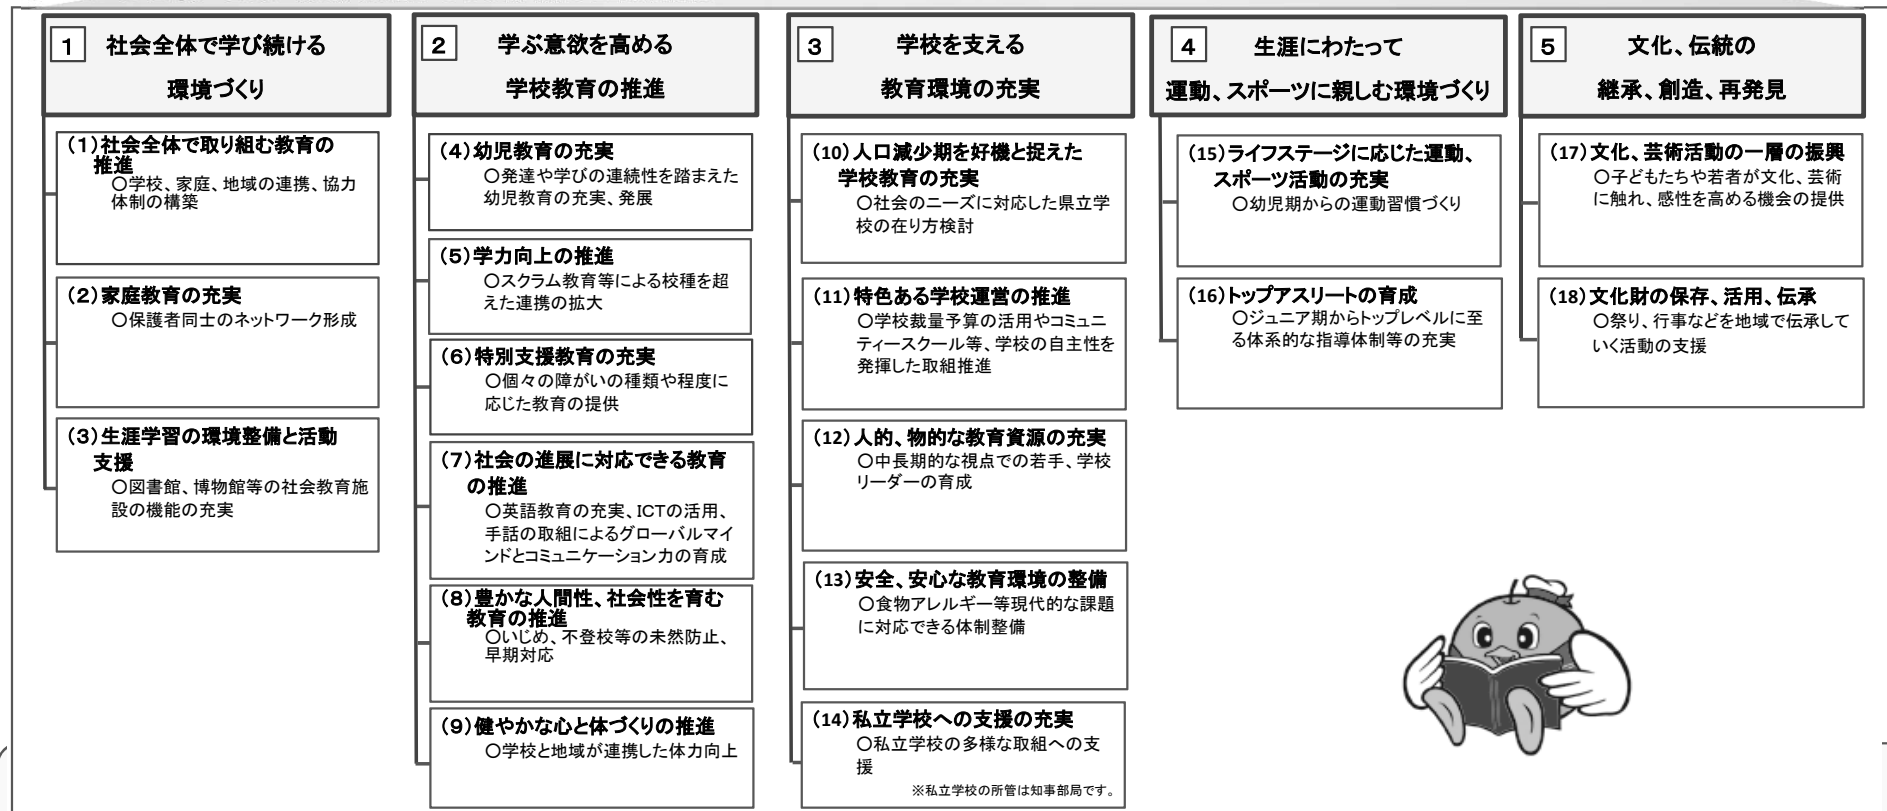 1 社会全体で学び続ける
環境づくり
(1)社会全体で取り組む教育の
推進
○学校、家庭、地域の連携、協力
体制の構築
(2)家庭教育の充実
○保護者同士のネットワーク形成
(3)生涯学習の環境整備と活動
支援
○図書館、博物館等の社会教育施
設の機能の充実
2 学ぶ意欲を高める
学校教育の推進
(4)幼児教育の充実
○発達や学びの連続性を踏まえた
幼児教育の充実、発展
(5)学力向上の推進
○スクラム教育等による校種を超
えた連携の拡大
(6)特別支援教育の充実
○個々の障がいの種類や程度に
応じた教育の提供
(7)社会の進展に対応できる教育
の推進
○英語教育の充実、ICTの活用、
手話の取組によるグローバルマイ
ンドとコミュニケーション力の育成
(8)豊かな人間性、社会性を育む
教育の推進
○いじめ、不登校等の未然防止、
早期対応
(9)健やかな心と体づくりの推進
○学校と地域が連携した体力向上
3 学校を支える
教育環境の充実
(10)人口減少期を好機と捉えた
学校教育の充実
○社会のニーズに対応した県立学
校の在り方検討
(11)特色ある学校運営の推進
○学校裁量予算の活用やコミュニ
ティースクール等、学校の自主性を
発揮した取組推進
(12)人的、物的な教育資源の充実
○中長期的な視点での若手、学校
リーダーの育成
(13)安全、安心な教育環境の整備
○食物アレルギー等現代的な課題
に対応できる体制整備
(14)私立学校への支援の充実
○私立学校の多様な取組への支
援
※私立学校の所管は知事部局です。
4 生涯にわたって
運動、スポーツに親しむ環境づくり
(15)ライフステージに応じた運動、
スポーツ活動の充実
○幼児期からの運動習慣づくり
(16)トップアスリートの育成
○ジュニア期からトップレベルに至
る体系的な指導体制等の充実
5 文化、伝統の
継承、創造、再発見
(17)文化、芸術活動の一層の振興
○子どもたちや若者が文化、芸術
に触れ、感性を高める機会の提供
(18)文化財の保存、活用、伝承
○祭り、行事などを地域で伝承して
いく活動の支援